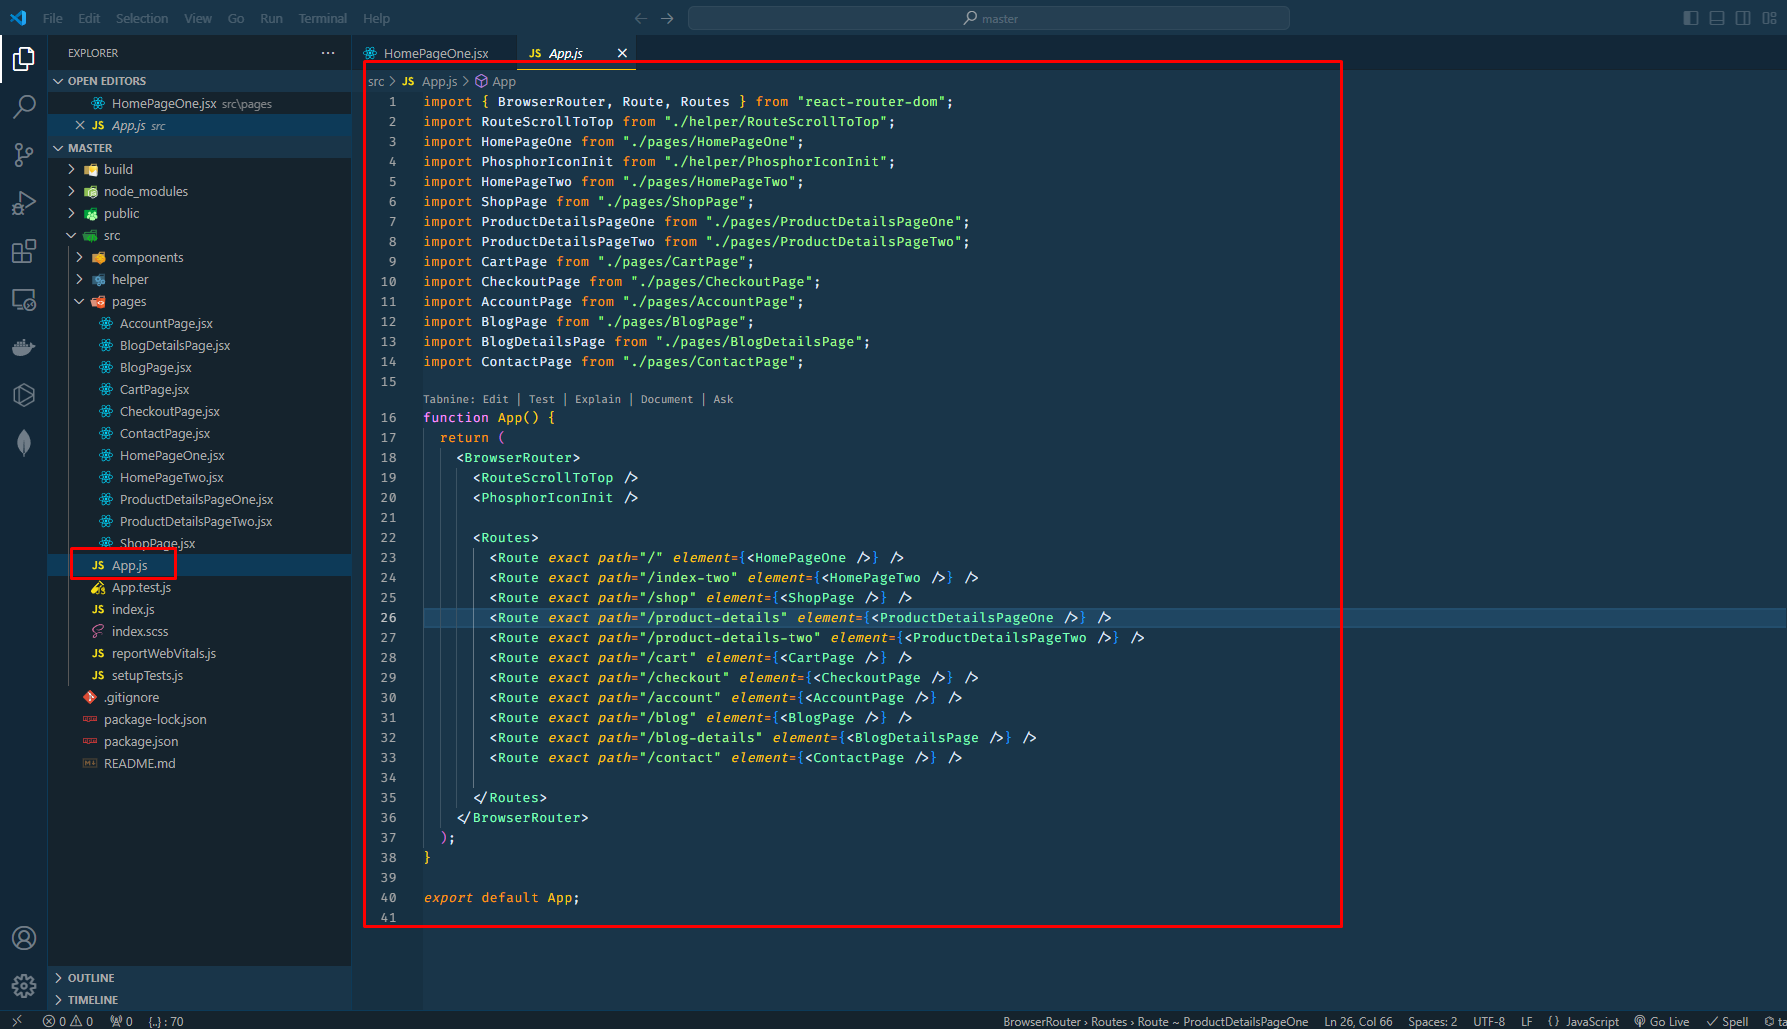 File Edit Selection View Go Run Terminal Help
master
EXPLORER
OPEN EDITORS
HomePageOne.jsx src\pages
JS App.js src
MASTER
build
node_modules
public
src
components
helper
pages
AccountPage.jsx
BlogDetailsPage.jsx
BlogPage.jsx
CartPage.jsx
CheckoutPage.jsx
ContactPage.jsx
HomePageOne.jsx
HomePageTwo.jsx
ProductDetailsPageOne.jsx
ProductDetailsPageTwo.jsx
ShopPage.jsx
JS App.js
App.test.js
JS index.js
index.scss
JS reportWebVitals.js
JS setupTests.js
.gitignore
package-lock.json
package.json
README.md
OUTLINE
TIMELINE
HomePageOne.jsx
JS App.js
src > JS App.js > App
1 import { BrowserRouter, Route, Routes } from "react-router-dom";
2 import RouteScrollToTop from "./helper/RouteScrollToTop";
3 import HomePageOne from "./pages/HomePageOne";
4 import PhosphorIconInit from "./helper/PhosphorIconInit";
5 import HomePageTwo from "./pages/HomePageTwo";
6 import ShopPage from "./pages/ShopPage";
7 import ProductDetailsPageOne from "./pages/ProductDetailsPageOne";
8 import ProductDetailsPageTwo from "./pages/ProductDetailsPageTwo";
9 import CartPage from "./pages/CartPage";
10 import CheckoutPage from "./pages/CheckoutPage";
11 import AccountPage from "./pages/AccountPage";
12 import BlogPage from "./pages/BlogPage";
13 import BlogDetailsPage from "./pages/BlogDetailsPage";
14 import ContactPage from "./pages/ContactPage";
15
Tabnine: Edit | Test | Explain | Document | Ask
16 function App() {
17 return (
18 <BrowserRouter>
19 <RouteScrollToTop />
20 <PhosphorIconInit />
21
22 <Routes>
23 <Route exact path="/" element={<HomePageOne />} />
24 <Route exact path="/index-two" element={<HomePageTwo />} />
25 <Route exact path="/shop" element={<ShopPage />} />
26 <Route exact path="/product-details" element={<ProductDetailsPageOne />} />
27 <Route exact path="/product-details-two" element={<ProductDetailsPageTwo />} />
28 <Route exact path="/cart" element={<CartPage />} />
29 <Route exact path="/checkout" element={<CheckoutPage />} />
30 <Route exact path="/account" element={<AccountPage />} />
31 <Route exact path="/blog" element={<BlogPage />} />
32 <Route exact path="/blog-details" element={<BlogDetailsPage />} />
33 <Route exact path="/contact" element={<ContactPage />} />
34
35 </Routes>
36 </BrowserRouter>
37 );
38 }
39
40 export default App;
41
0 0 0 {..} : 70 BrowserRouter › Routes › Route ~ ProductDetailsPageOne Ln 26, Col 66 Spaces: 2 UTF-8 LF {} JavaScript Go Live Spell